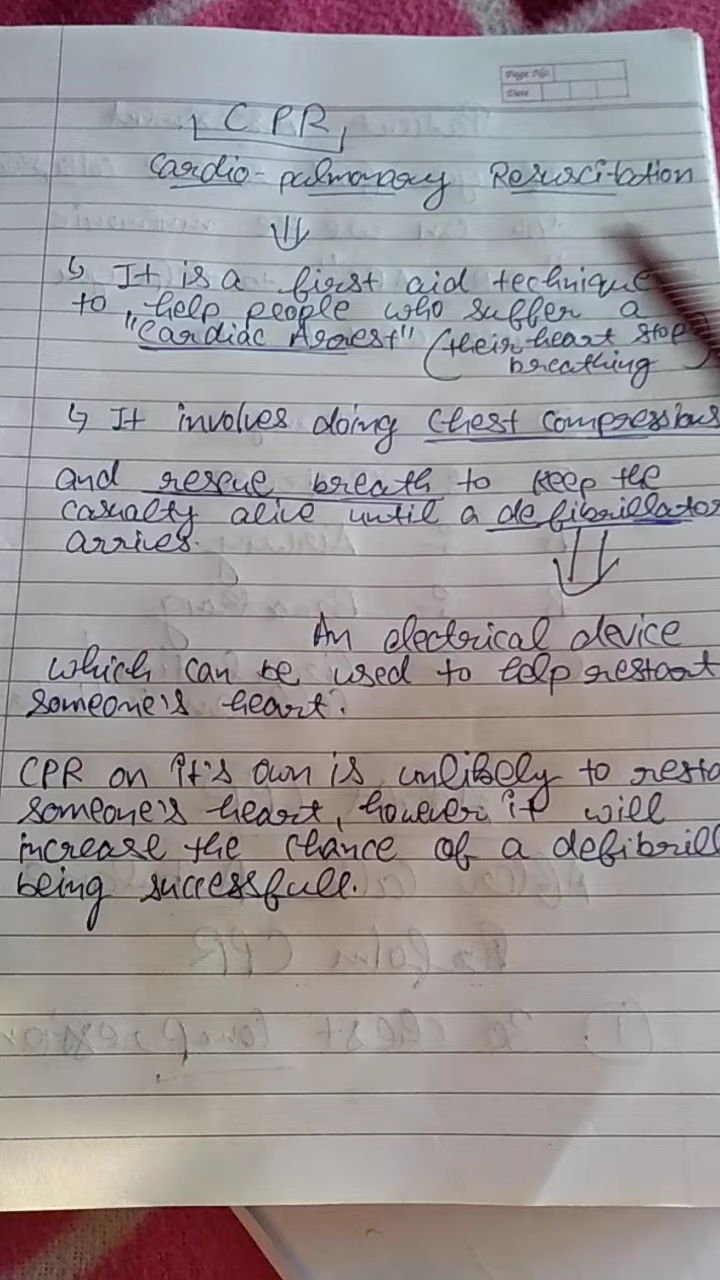 Page No.
Date
CPR
Cardio-pulmonary Resuscitation
↳ It is a first aid technique
to help people who suffer a
"Cardiac Arrest" (their heart stop
breathing)
↳ It involves doing chest compressions
and rescue breath to keep the
casualty alive until a defibrillator
arrives.
An electrical device
which can be used to help restart
someone's heart.
CPR on it's own is unlikely to resta
someone's heart, however it will
increase the chance of a defibrill
being successfull.